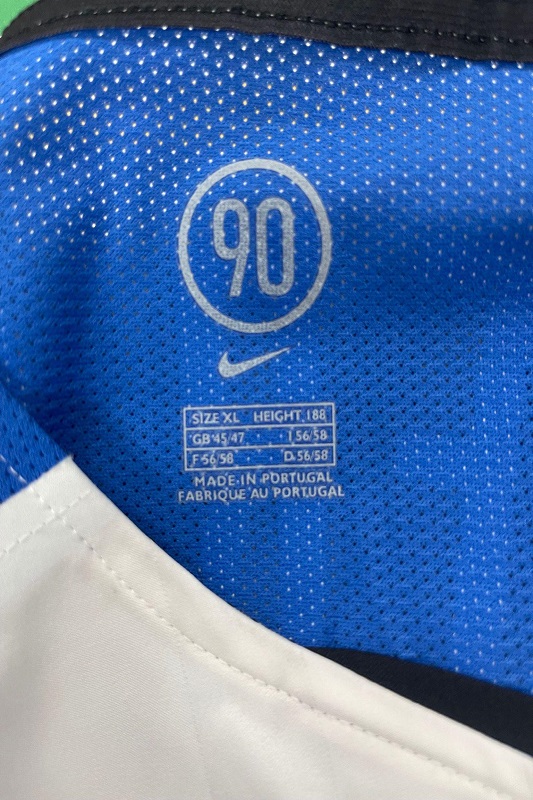 90
SIZE XL HEIGHT 188
GB 45/47 I 56/58
F 56/58 D 56/58
MADE IN PORTUGAL
FABRIQUE AU PORTUGAL